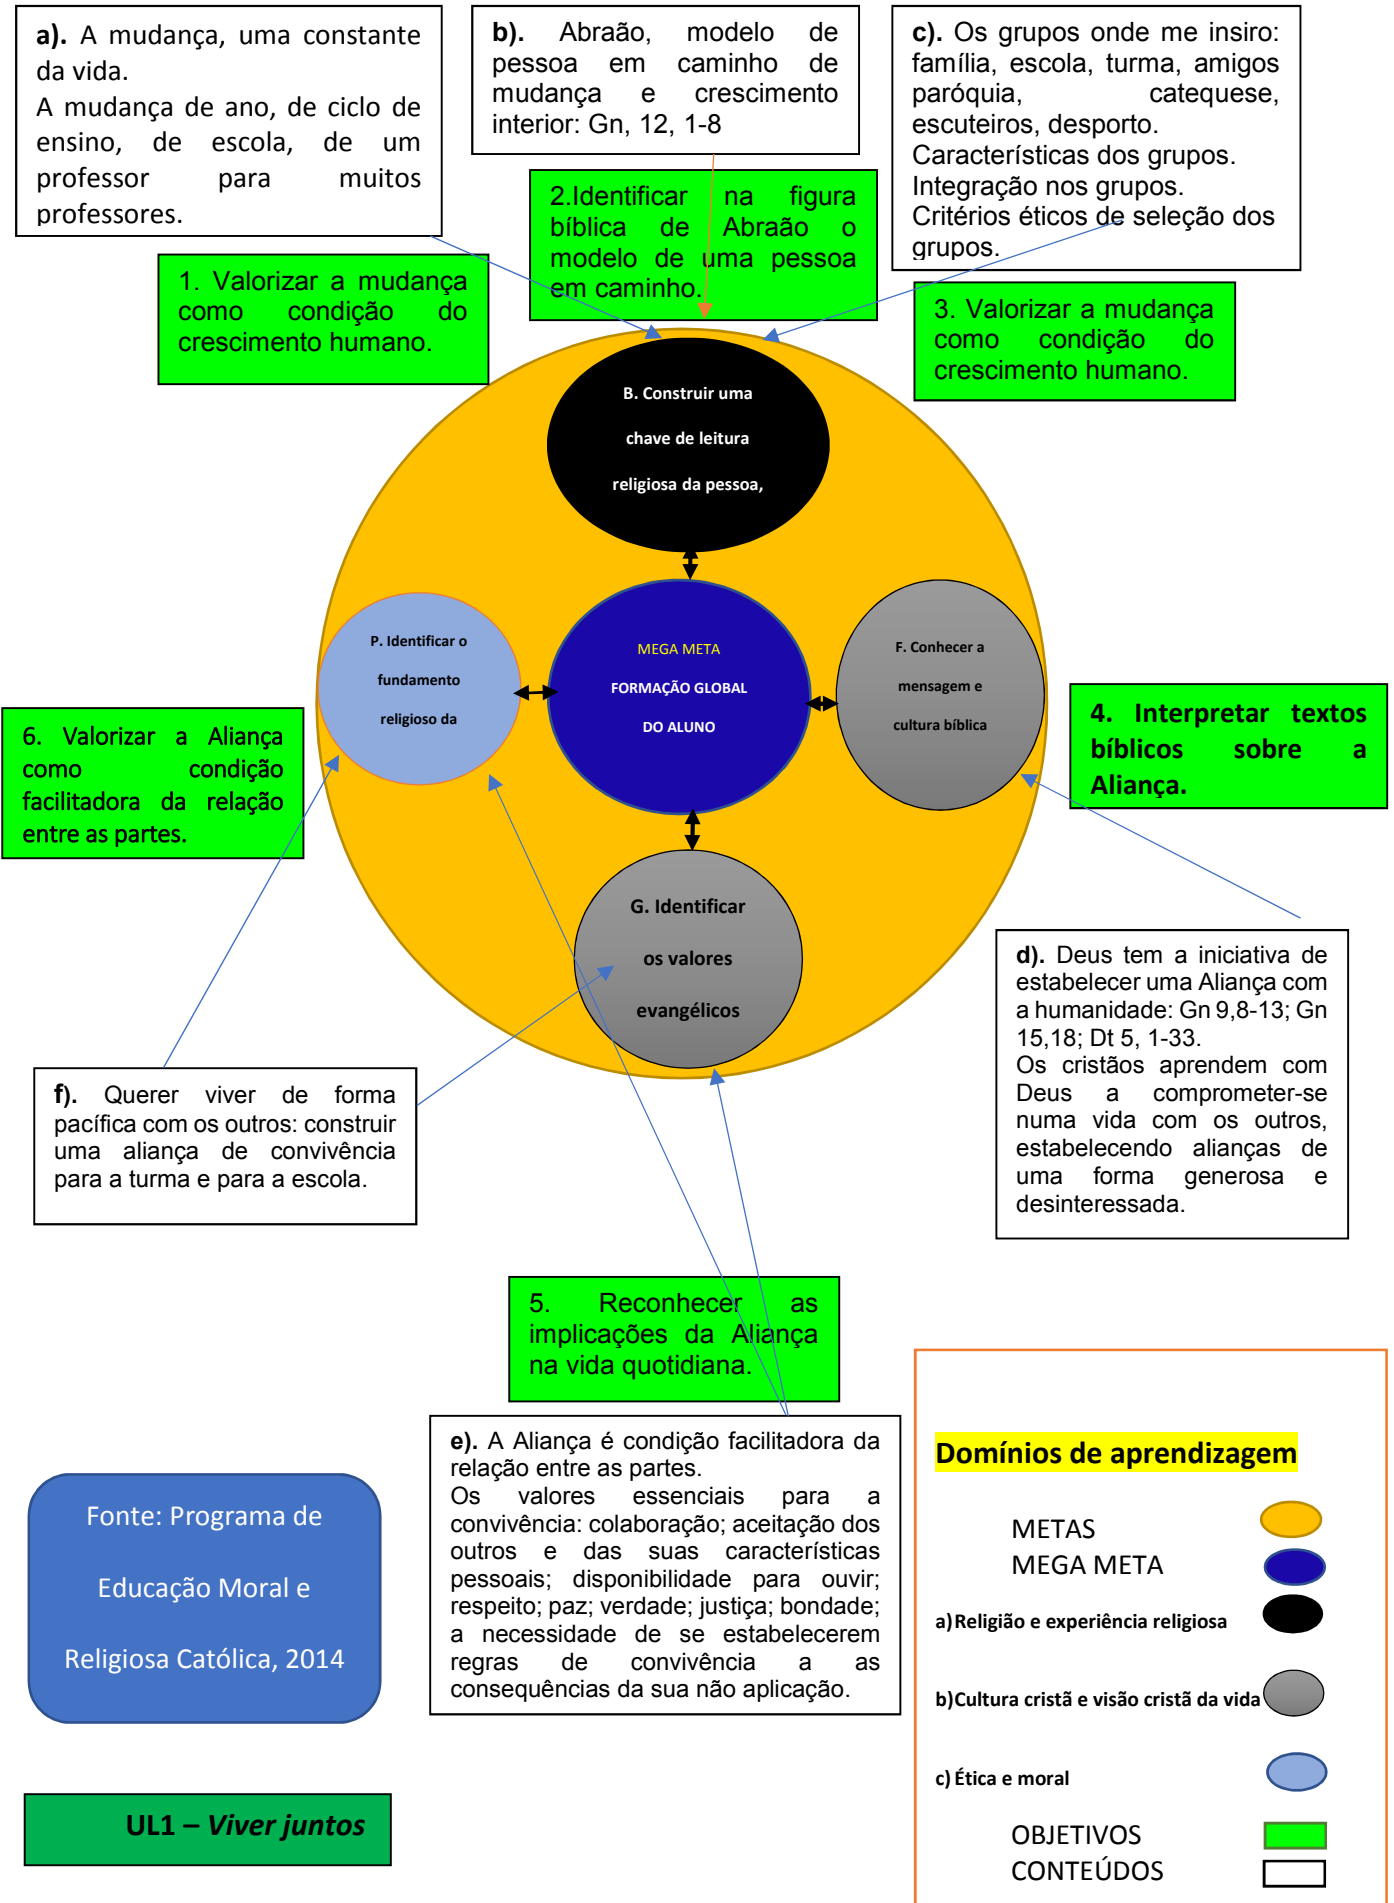 a). A mudança, uma constante
da vida.
A mudança de ano, de ciclo de
ensino, de escola, de um
professor para muitos
professores.
b). Abraão, modelo de
pessoa em caminho de
mudança e crescimento
interior: Gn, 12, 1-8
c). Os grupos onde me insiro:
família, escola, turma, amigos
paróquia, catequese,
escuteiros, desporto.
Características dos grupos.
Integração nos grupos.
Critérios éticos de seleção dos
grupos.
1. Valorizar a mudança
como condição do
crescimento humano.
2.Identificar na figura
bíblica de Abraão o
modelo de uma pessoa
em caminho.
3. Valorizar a mudança
como condição do
crescimento humano.
B. Construir uma
chave de leitura
religiosa da pessoa,
P. Identificar o
fundamento
religioso da
MEGA META
FORMAÇÃO GLOBAL
DO ALUNO
F. Conhecer a
mensagem e
cultura bíblica
6. Valorizar a Aliança
como condição
facilitadora da relação
entre as partes.
4. Interpretar textos
bíblicos sobre a
Aliança.
G. Identificar
os valores
evangélicos
d). Deus tem a iniciativa de
estabelecer uma Aliança com
a humanidade: Gn 9,8-13; Gn
15,18; Dt 5, 1-33.
Os cristãos aprendem com
Deus a comprometer-se
numa vida com os outros,
estabelecendo alianças de
uma forma generosa e
desinteressada.
f). Querer viver de forma
pacífica com os outros: construir
uma aliança de convivência
para a turma e para a escola.
5. Reconhecer as
implicações da Aliança
na vida quotidiana.
e). A Aliança é condição facilitadora da
relação entre as partes.
Os valores essenciais para a
convivência: colaboração; aceitação dos
outros e das suas características
pessoais; disponibilidade para ouvir;
respeito; paz; verdade; justiça; bondade;
a necessidade de se estabelecerem
regras de convivência a as
consequências da sua não aplicação.
Fonte: Programa de
Educação Moral e
Religiosa Católica, 2014
UL1 – Viver juntos
Domínios de aprendizagem
METAS
MEGA META
a) Religião e experiência religiosa
b) Cultura cristã e visão cristã da vida
c) Ética e moral
OBJETIVOS
CONTEÚDOS